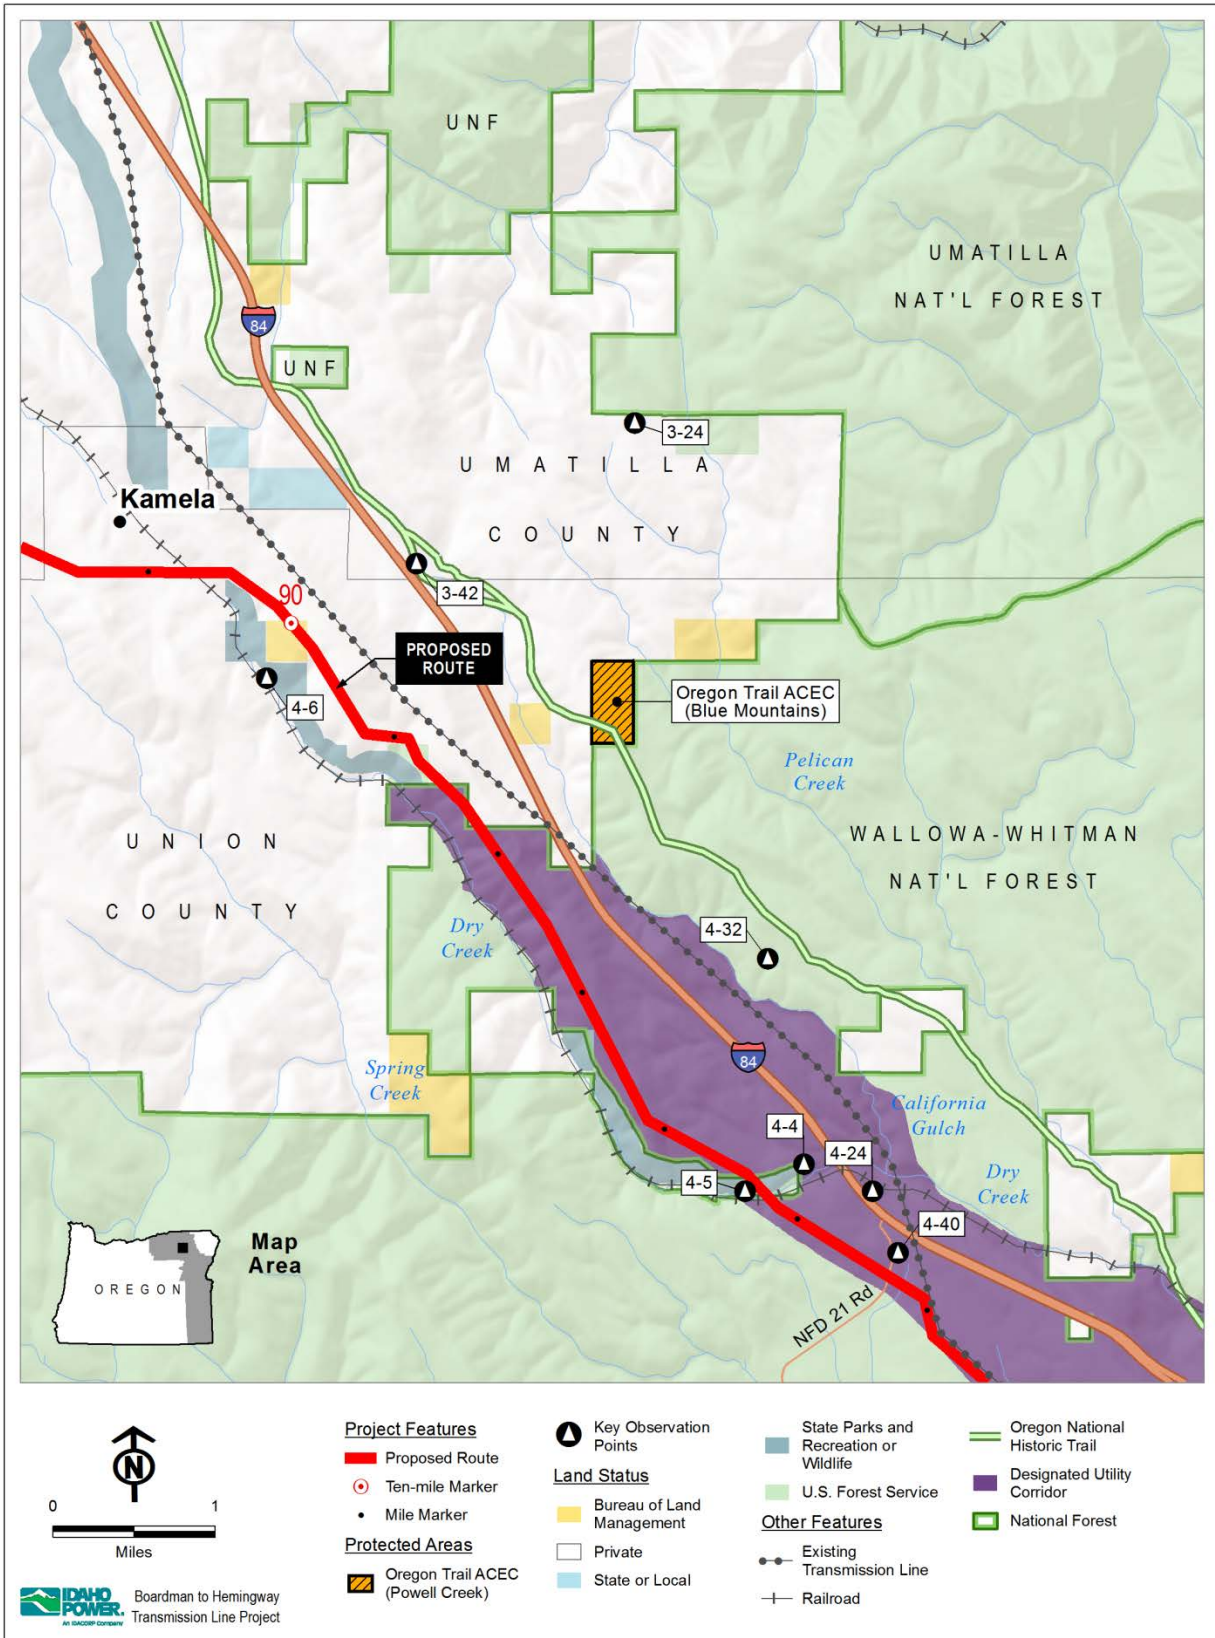 UNF
UMATILLA
NAT'L FOREST
84
UNF
3-24
UMATILLA
COUNTY
Kamela
3-42
90
PROPOSED
ROUTE
4-6
Oregon Trail ACEC
(Blue Mountains)
Pelican
Creek
UNION
COUNTY
WALLOWA-WHITMAN
NAT'L FOREST
Dry
Creek
4-32
84
Spring
Creek
California
Gulch
4-4
4-24
4-5
Dry
Creek
4-40
NFD 21 Rd
OREGON
Map
Area
N
0 1
Miles
IDAHO
POWER.
An IDACORP Company
Boardman to Hemingway
Transmission Line Project
Project Features
Proposed Route
Ten-mile Marker
Mile Marker
Protected Areas
Oregon Trail ACEC
(Powell Creek)
Key Observation
Points
Land Status
Bureau of Land
Management
Private
State or Local
State Parks and
Recreation or
Wildlife
U.S. Forest Service
Other Features
Existing
Transmission Line
Railroad
Oregon National
Historic Trail
Designated Utility
Corridor
National Forest